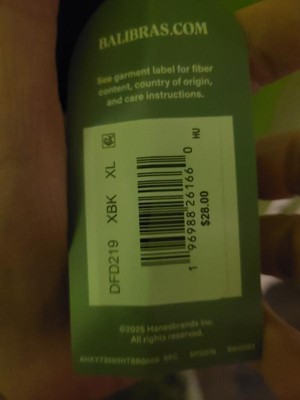 BALIBRAS.COM
See garment label for fiber
content, country of origin,
and care instructions.
DFD219 XBK XL
1 96988 26166 0
HU
$28.00
©2025 Hanesbrands Inc.
All rights reserved.